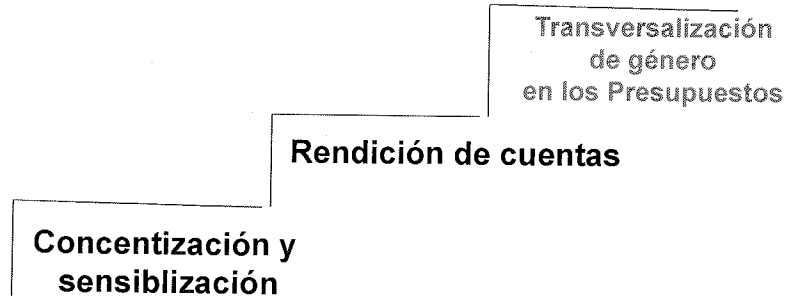 Transversalización
de género
en los Presupuestos
Rendición de cuentas
Concentización y
sensiblización